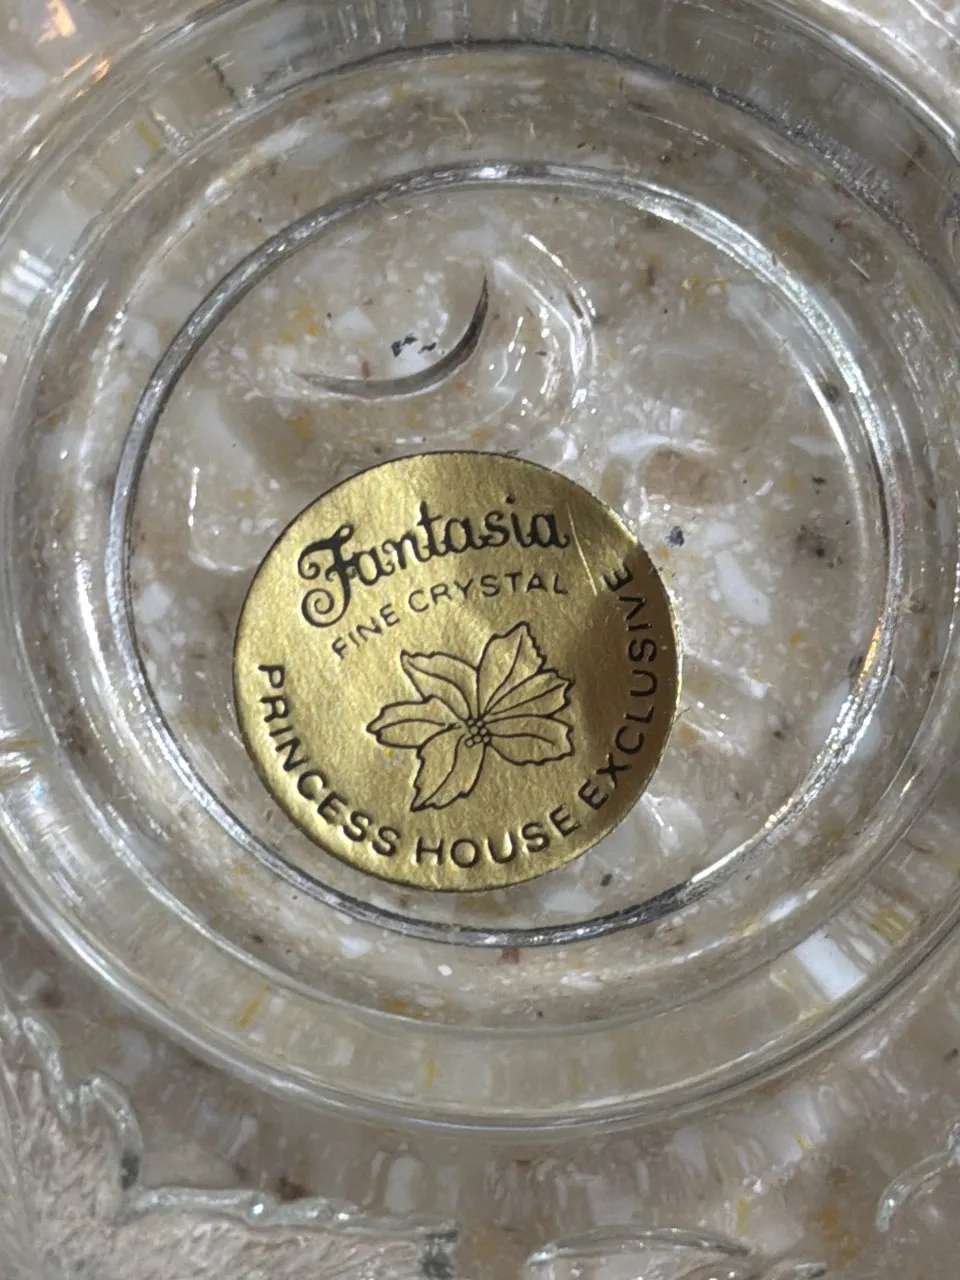 Fantasia
FINE CRYSTAL
PRINCESS HOUSE EXCLUSIVE